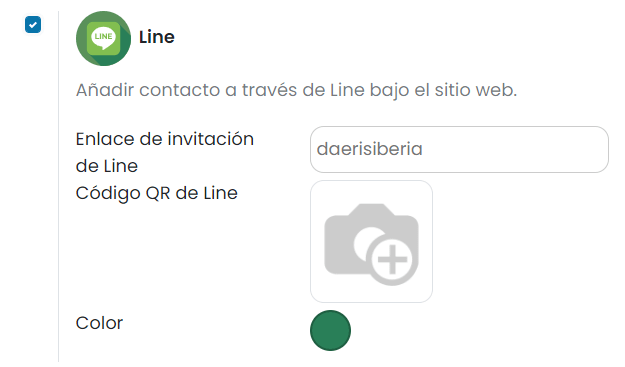 LINE
Line
Añadir contacto a través de Line bajo el sitio web.
Enlace de invitación
de Line
daerisiberia
Código QR de Line
Color